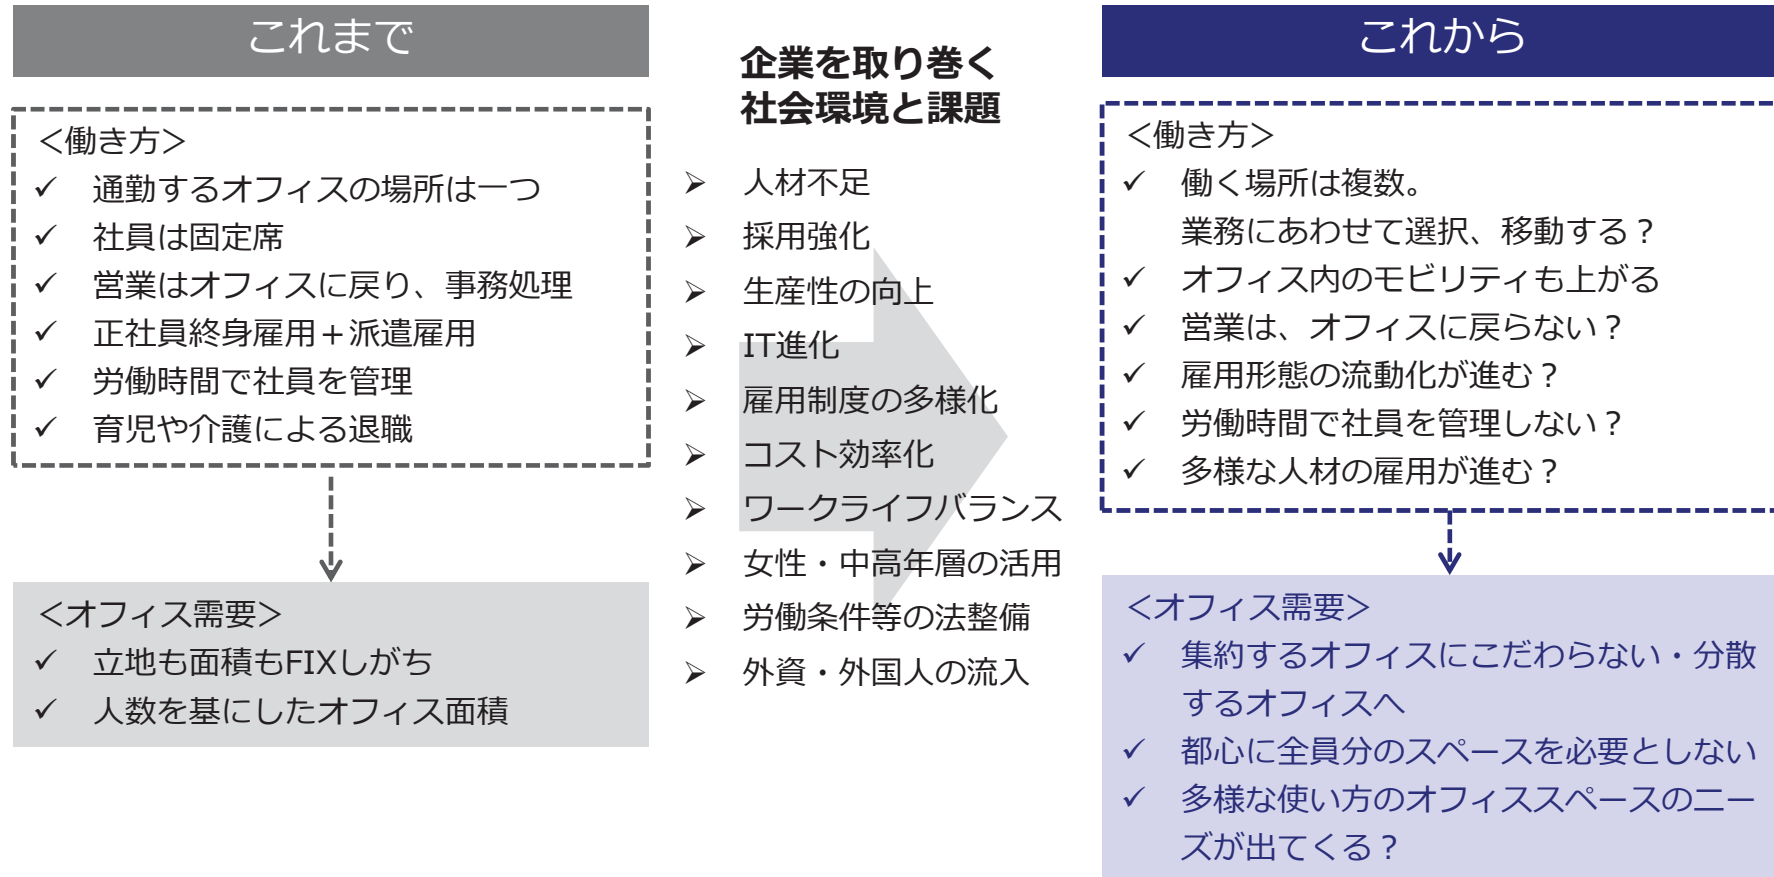 これまで
<働き方>
✓ 通勤するオフィスの場所は一つ
✓ 社員は固定席
✓ 営業はオフィスに戻り、事務処理
✓ 正社員終身雇用＋派遣雇用
✓ 労働時間で社員を管理
✓ 育児や介護による退職
<オフィス需要>
✓ 立地も面積もFIXしがち
✓ 人数を基にしたオフィス面積
企業を取り巻く
社会環境と課題
➢ 人材不足
➢ 採用強化
➢ 生産性の向上
➢ IT進化
➢ 雇用制度の多様化
➢ コスト効率化
➢ ワークライフバランス
➢ 女性・中高年層の活用
➢ 労働条件等の法整備
➢ 外資・外国人の流入
これから
<働き方>
✓ 働く場所は複数。
業務にあわせて選択、移動する？
✓ オフィス内のモビリティも上がる
✓ 営業は、オフィスに戻らない？
✓ 雇用形態の流動化が進む？
✓ 労働時間で社員を管理しない？
✓ 多様な人材の雇用が進む？
<オフィス需要>
✓ 集約するオフィスにこだわらない・分散
するオフィスへ
✓ 都心に全員分のスペースを必要としない
✓ 多様な使い方のオフィススペースのニー
ズが出てくる？